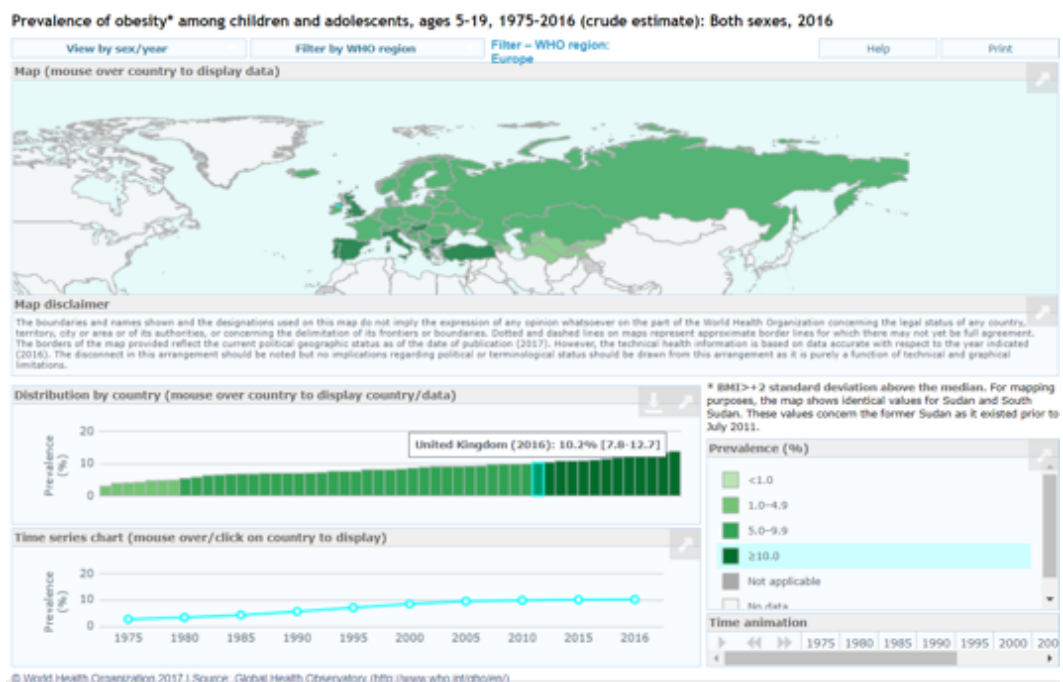 Prevalence of obesity* among children and adolescents, ages 5-19, 1975-2016 (crude estimate): Both sexes, 2016
View by sex/year
Filter by WHO region
Filter – WHO region:
Europe
Help
Print
Map (mouse over country to display data)
Map disclaimer
The boundaries and names shown and the designations used on this map do not imply the expression of any opinion whatsoever on the part of the World Health Organization concerning the legal status of any country,
territory, city or area or of its authorities, or concerning the delimitation of its frontiers or boundaries. Dotted and dashed lines on maps represent approximate border lines for which there may not yet be full agreement.
The borders of the map provided reflect the current political geographic status as of the date of publication (2017). However, the technical health information is based on data accurate with respect to the year indicated
(2016). The disconnect in this arrangement should be noted but no implications regarding political or terminological status should be drawn from this arrangement as it is purely a function of technical and graphical
limitations.
Distribution by country (mouse over country to display country/data)
Prevalence
(%)
20
10
0
United Kingdom (2016): 10.2% [7.8-12.7]
Time series chart (mouse over/click on country to display)
Prevalence
(%)
20
10
0
1975 1980 1985 1990 1995 2000 2005 2010 2015 2016
* BMI>+2 standard deviation above the median. For mapping
purposes, the map shows identical values for Sudan and South
Sudan. These values concern the former Sudan as it existed prior to
July 2011.
Prevalence (%)
<1.0
1.0-4.9
5.0-9.9
≥10.0
Not applicable
No data
Time animation
1975 1980 1985 1990 1995 2000 200
© World Health Organization 2017 | Source: Global Health Observatory (http://www.who.int/gho/en/)